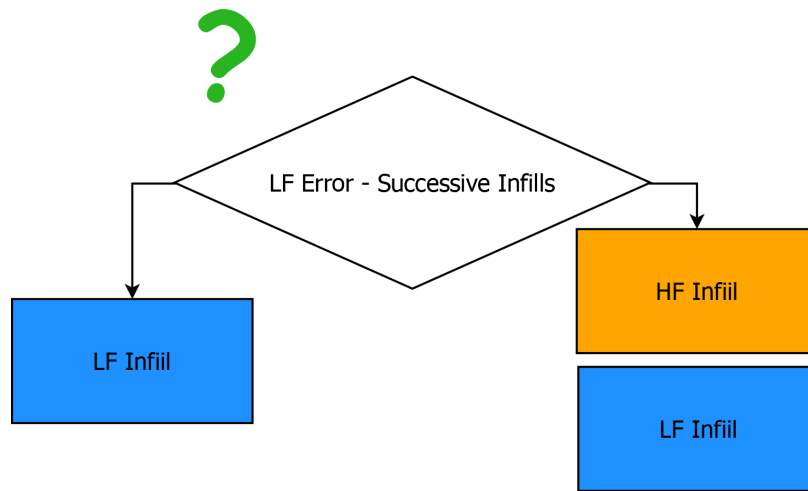 ?
LF Error - Successive Infills
HF Infiil
LF Infiil
LF Infiil